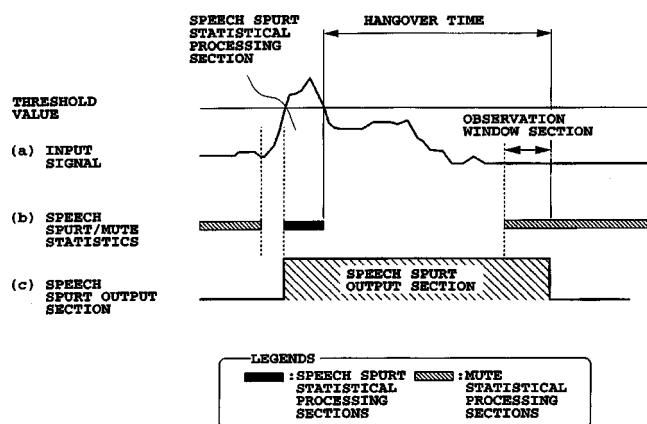 SPEECH SPURT
STATISTICAL
PROCESSING
SECTION
HANGOVER TIME
THRESHOLD
VALUE
OBSERVATION
WINDOW SECTION
(a) INPUT
SIGNAL
(b) SPEECH
SPURT/MUTE
STATISTICS
(c) SPEECH
SPURT OUTPUT
SECTION
SPEECH SPURT
OUTPUT SECTION
LEGENDS
:SPEECH SPURT
STATISTICAL
PROCESSING
SECTIONS
:MUTE
STATISTICAL
PROCESSING
SECTIONS